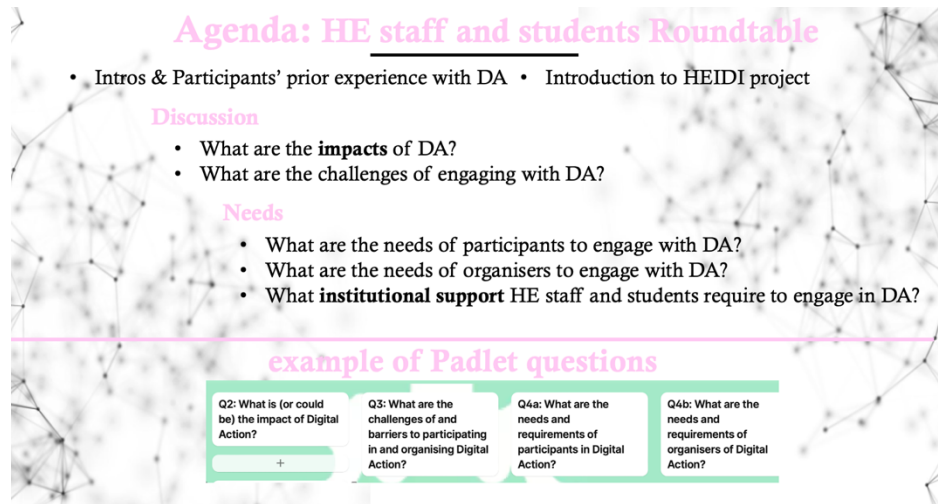 Agenda: HE staff and students Roundtable
• Intros & Participants' prior experience with DA • Introduction to HEIDI project
Discussion
• What are the impacts of DA?
• What are the challenges of engaging with DA?
Needs
• What are the needs of participants to engage with DA?
• What are the needs of organisers to engage with DA?
• What institutional support HE staff and students require to engage in DA?
example of Padlet questions
Q2: What is (or could
be) the impact of Digital
Action?
+
Q3: What are the
challenges of and
barriers to participating
in and organising Digital
Action?
Q4a: What are the
needs and
requirements of
participants in Digital
Action?
Q4b: What are the
needs and
requirements of
organisers of Digital
Action?